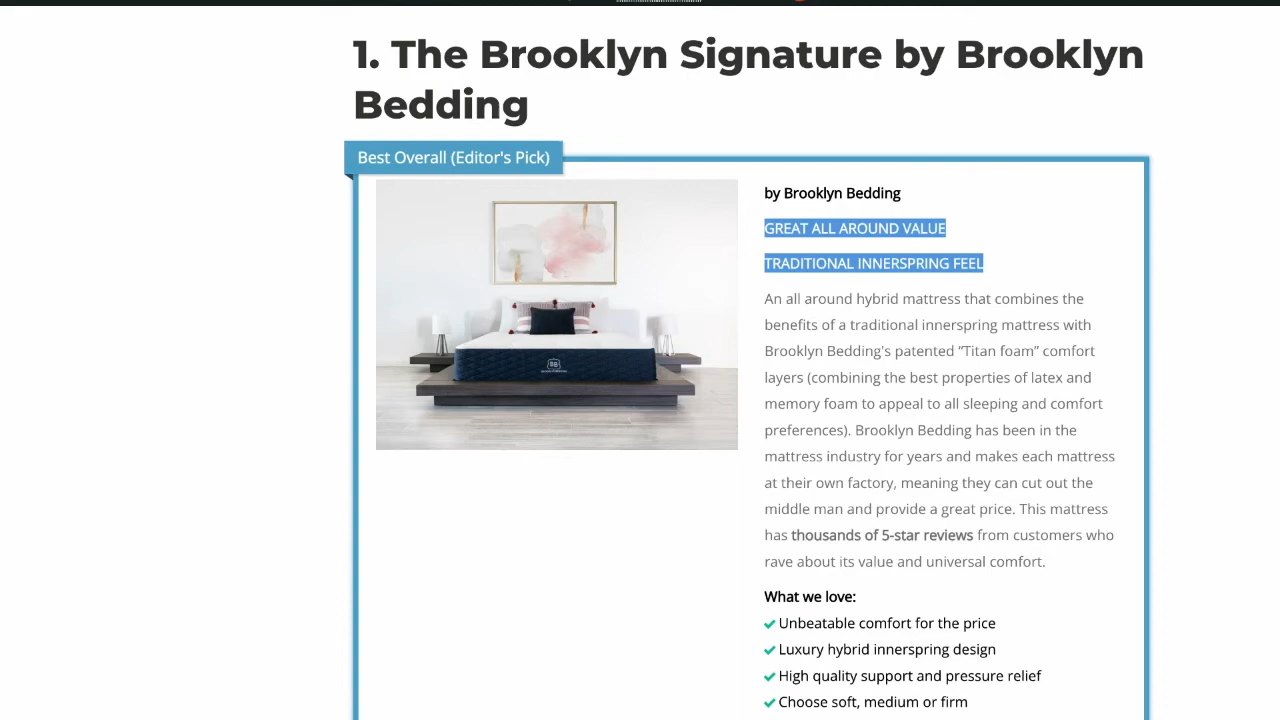 1. The Brooklyn Signature by Brooklyn
Bedding
Best Overall (Editor's Pick)
by Brooklyn Bedding
GREAT ALL AROUND VALUE
TRADITIONAL INNERSPRING FEEL
An all around hybrid mattress that combines the
benefits of a traditional innerspring mattress with
Brooklyn Bedding's patented “Titan foam” comfort
layers (combining the best properties of latex and
memory foam to appeal to all sleeping and comfort
preferences). Brooklyn Bedding has been in the
mattress industry for years and makes each mattress
at their own factory, meaning they can cut out the
middle man and provide a great price. This mattress
has thousands of 5-star reviews from customers who
rave about its value and universal comfort.
What we love:
Unbeatable comfort for the price
Luxury hybrid innerspring design
High quality support and pressure relief
Choose soft, medium or firm